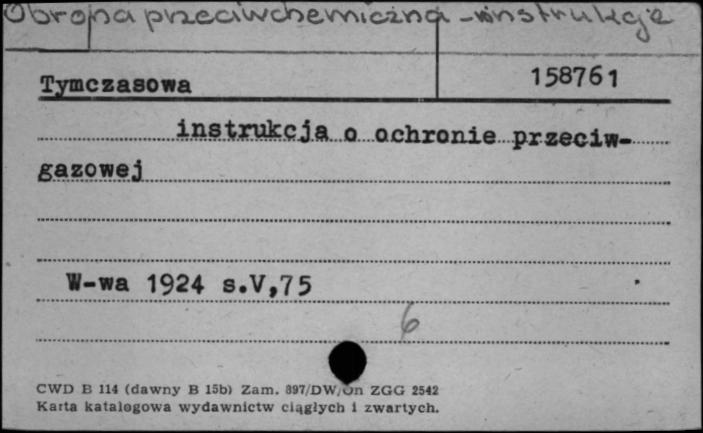 Obrona przeciwchemiczna - instrukcje
Tymczasowa 158761
instrukcja o ochronie przeciw-
gazowej
W-wa 1924 s.V,75
6
CWD B 114 (dawny B 15b) Zam. 897/DW/Un ZGG 2542
Karta katalogowa wydawnictw ciągłych i zwartych.